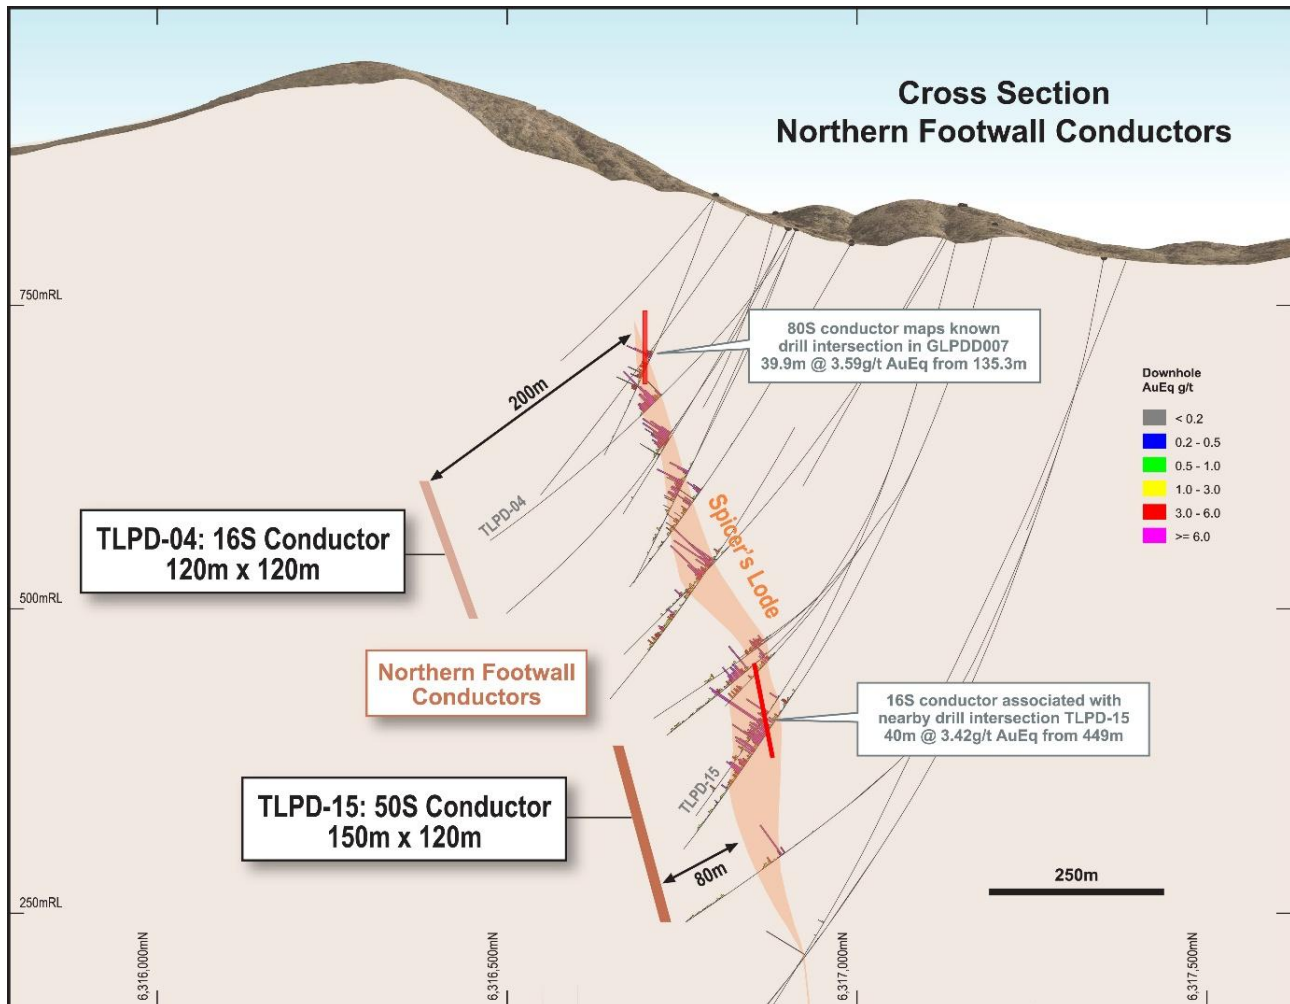 Cross Section
Northern Footwall Conductors
750mRL
80S conductor maps known
drill intersection in GLPDD007
39.9m @ 3.59g/t AuEq from 135.3m
Downhole
AuEq g/t
< 0.2
0.2 - 0.5
0.5 - 1.0
1.0 - 3.0
3.0 - 6.0
>= 6.0
200m
TLPD-04
TLPD-04: 16S Conductor
120m x 120m
Spicer's Lode
500mRL
Northern Footwall
Conductors
16S conductor associated with
nearby drill intersection TLPD-15
40m @ 3.42g/t AuEq from 449m
TLPD-15
TLPD-15: 50S Conductor
150m x 120m
80m
250m
250mRL
6,316,000mN
6,316,500mN
6,317,000mN
6,317,500mN